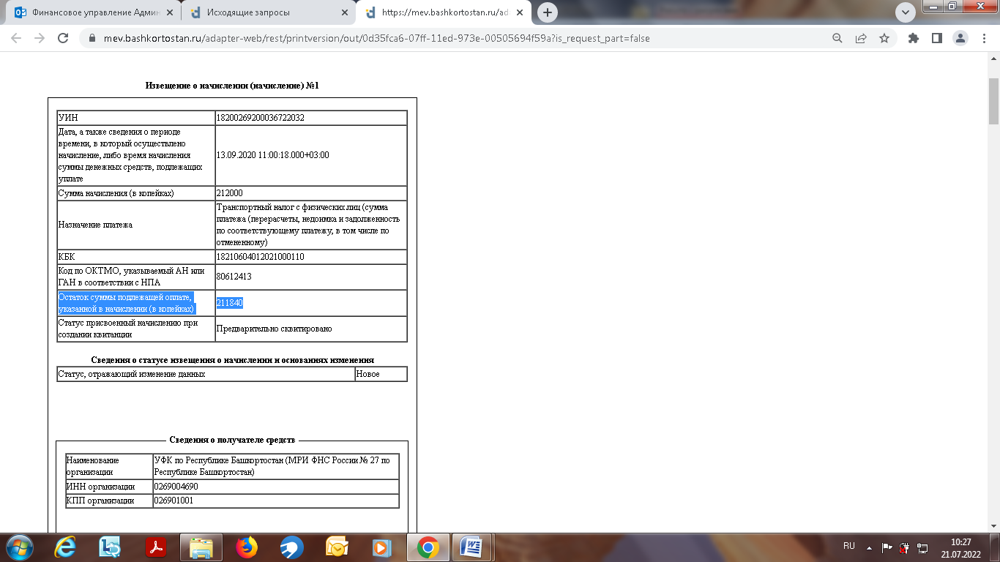 Финансовое управление Админ
Исходящие запросы
https://mev.bashkortostan.ru/ada
mev.bashkortostan.ru/adapter-web/rest/printversion/out/0d35fca6-07ff-11ed-973e-00505694f59a?is_request_part=false
Извещение о начислении (начисление) №1
УИН
18200269200036722032
Дата, а также сведения о периоде
времени, в который осуществлено
начисление, либо время начисления
суммы денежных средств, подлежащих
уплате
13.09.2020 11:00:18.000+03:00
Сумма начисления (в копейках)
212000
Назначение платежа
Транспортный налог с физических лиц (сумма
платежа (перерасчеты, недоимка и задолженность
по соответствующему платежу, в том числе по
отмененному)
КБК
18210604012021000110
Код по ОКТМО, указываемый АН или
ГАН в соответствии с НПА
80612413
Остаток суммы подлежащей оплате,
указанной в начислении (в копейках)
211840
Статус присвоенный начислению при
создании квитанции
Предварительно сквитировано
Сведения о статусе извещения о начислении и основаниях изменения
Статус, отражающий изменение данных
Новое
Сведения о получателе средств
Наименование
организации
УФК по Республике Башкортостан (МРИ ФНС России № 27 по
Республике Башкортостан)
ИНН организации
0269004690
КПП организации
026901001
RU
10:27
21.07.2022